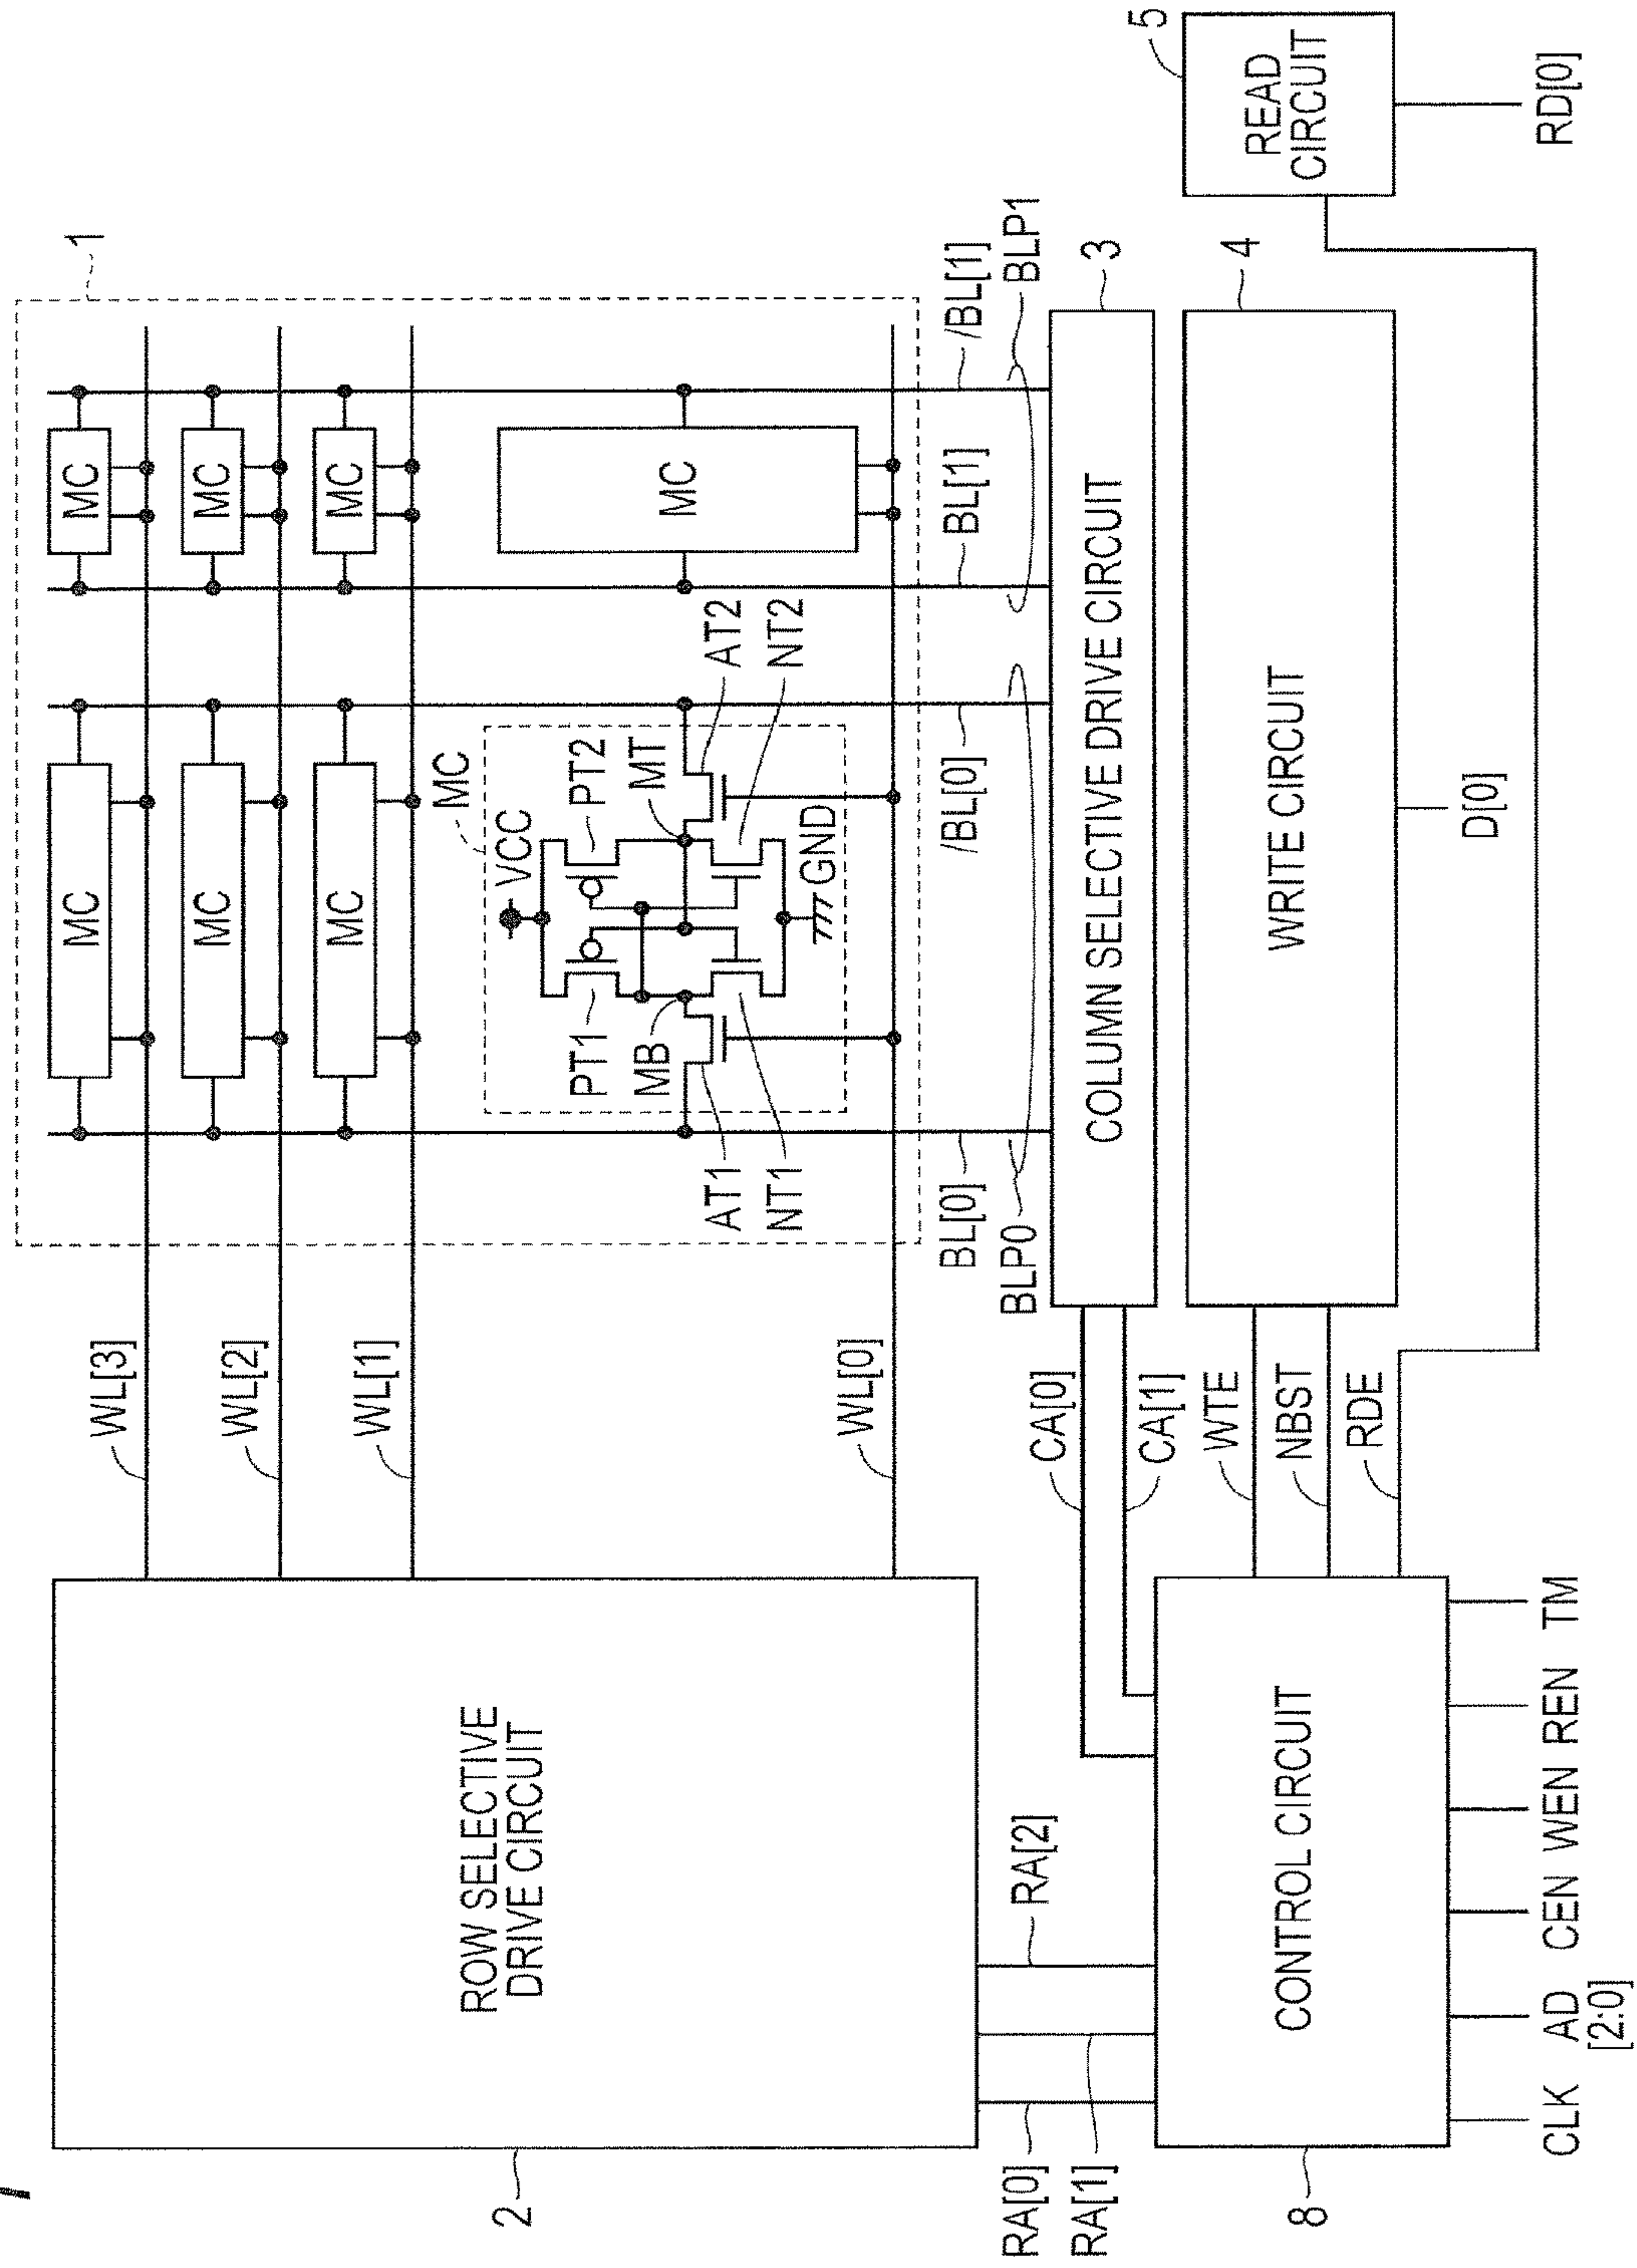 1
WL[3]
MC
MC
WL[2]
MC
MC
WL[1]
MC
MC
MC
VCC
PT1
PT2
MB
MT
MC
AT1
AT2
NT1
NT2
GND
WL[0]
ROW SELECTIVE
DRIVE CIRCUIT
2
BL[0]
/BL[0]
BL[1]
/BL[1]
BLP0
BLP1
RA[0]
RA[1]
RA[2]
CA[0]
CA[1]
COLUMN SELECTIVE DRIVE CIRCUIT
3
WTE
NBST
RDE
WRITE CIRCUIT
4
D[0]
READ
CIRCUIT
5
RD[0]
CONTROL CIRCUIT
8
CLK
AD
[2:0]
CEN
WEN
REN
TM